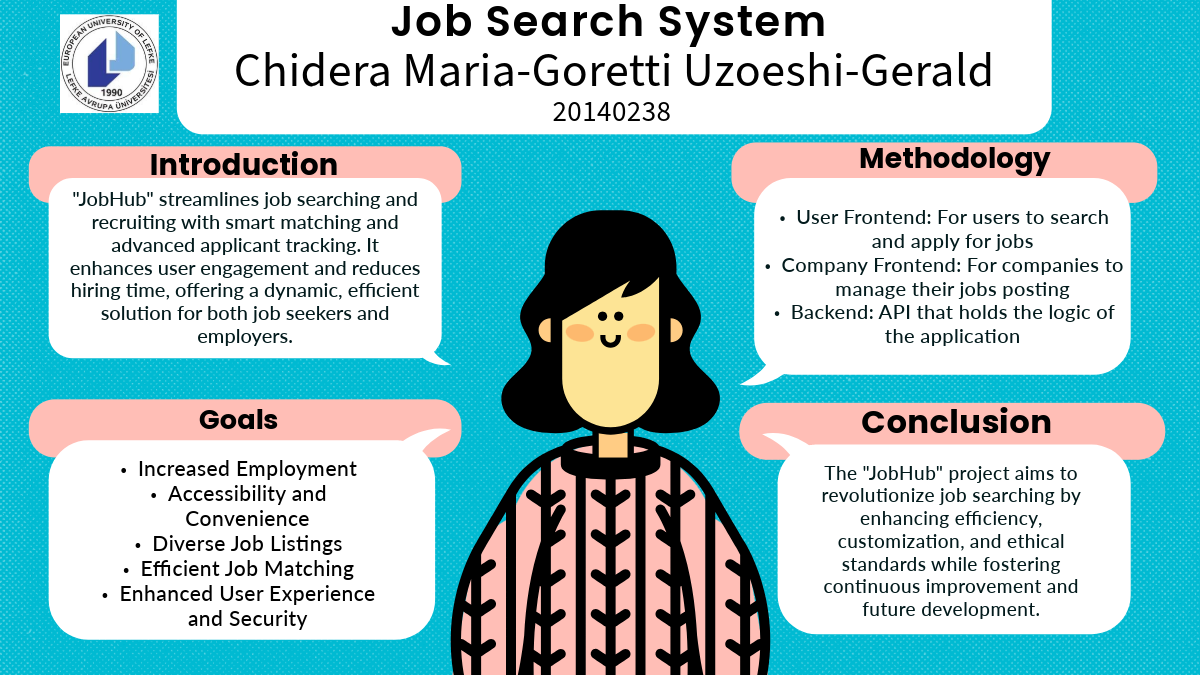 EUROPEAN UNIVERSITY OF LEFKE
LEFKE AVRUPA ÜNİVERSİTESİ
1990
Job Search System
Chidera Maria-Goretti Uzoeshi-Gerald
20140238
Introduction
"JobHub" streamlines job searching and
recruiting with smart matching and
advanced applicant tracking. It
enhances user engagement and reduces
hiring time, offering a dynamic, efficient
solution for both job seekers and
employers.
Methodology
• User Frontend: For users to search
and apply for jobs
• Company Frontend: For companies to
manage their jobs posting
• Backend: API that holds the logic of
the application
Goals
• Increased Employment
• Accessibility and
Convenience
• Diverse Job Listings
• Efficient Job Matching
• Enhanced User Experience
and Security
Conclusion
The "JobHub" project aims to
revolutionize job searching by
enhancing efficiency,
customization, and ethical
standards while fostering
continuous improvement and
future development.